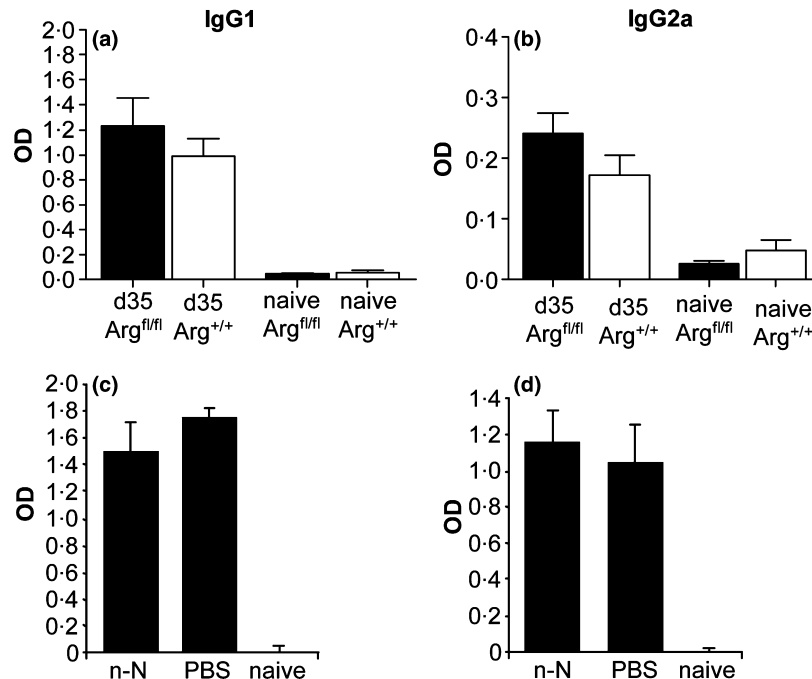 IgG1
(a)
2·0
1·8
1·6
1·4
1·2
1·0
0·8
0·6
0·4
0·2
0·0
OD
d35 d35 naive naive
Arg^fl/fl Arg^+/+ Arg^fl/fl Arg^+/+
IgG2a
(b)
0·4
0·3
0·2
0·1
0·0
OD
d35 d35 naive naive
Arg^fl/fl Arg^+/+ Arg^fl/fl Arg^+/+
(c)
2·0
1·8
1·6
1·4
1·2
1·0
0·8
0·6
0·4
0·2
0
OD
n-N PBS naive
(d)
1·4
1·2
1·0
0·8
0·6
0·4
0·2
0
OD
n-N PBS naive